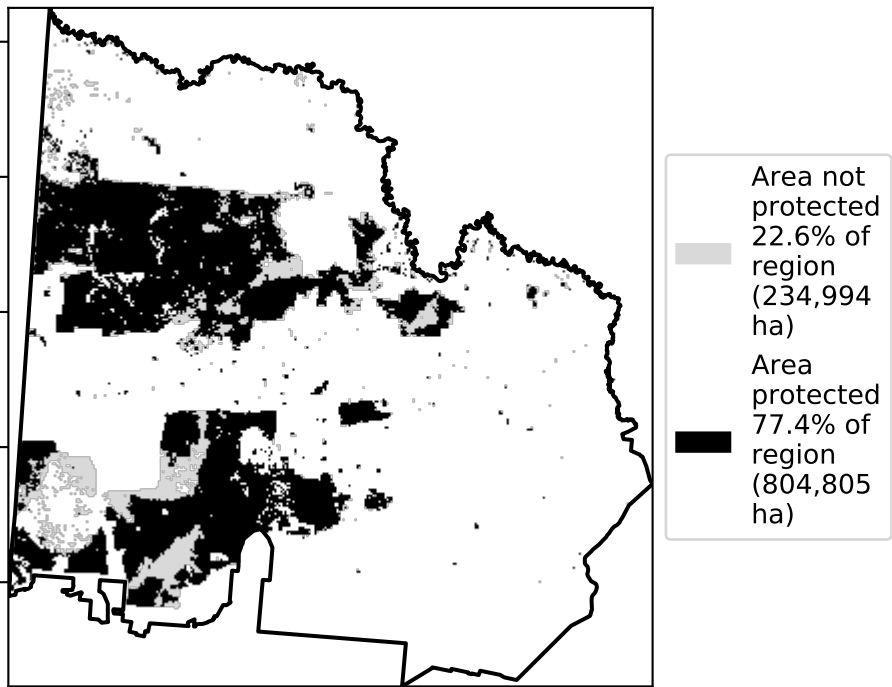 Area not
protected
22.6% of
region
(234,994
ha)
Area
protected
77.4% of
region
(804,805
ha)